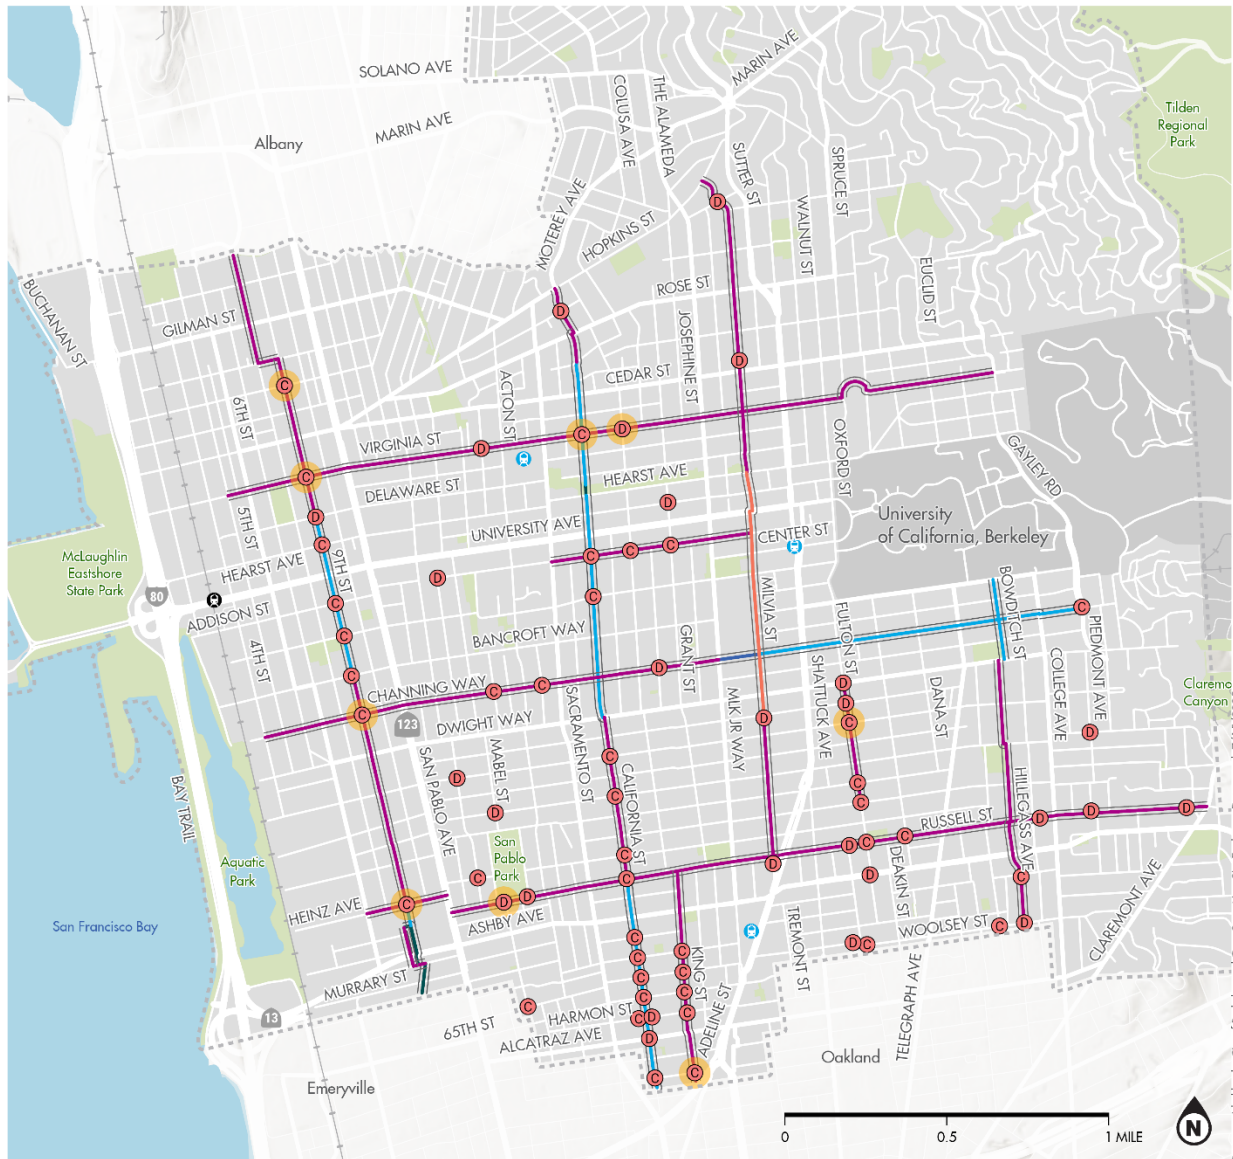 SOLANO AVE
MARIN AVE
MARIN AVE
Albany
COLUSA AVE
THE ALAMEDA
SUTTER ST
SPRUCE ST
WALNUT ST
EUCLID ST
Tilden
Regional
Park
MOTEREY AVE
HOPKINS ST
ROSE ST
BUCHANAN ST
GILMAN ST
JOSEPHINE ST
CEDAR ST
ACTON ST
6TH ST
VIRGINIA ST
OXFORD ST
GAYLEY RD
DELAWARE ST
HEARST AVE
UNIVERSITY AVE
CENTER ST
University
of California, Berkeley
5TH ST
9TH ST
McLaughlin
Eastshore
State Park
80
HEARST AVE
ADDISON ST
4TH ST
BANCROFT WAY
GRANT ST
MILVIA ST
FULTON ST
BOWDITCH ST
PIEDMONT AVE
COLLEGE AVE
DANA ST
SHATTUCK AVE
CHANNING WAY
DWIGHT WAY
SACRAMENTO ST
MLK JR WAY
Claremo
Canyon
123
SAN PABLO AVE
MABEL ST
CALIFORNIA ST
BAY TRAIL
HILLEGASS AVE
RUSSELL ST
DEAKIN ST
San
Pablo
Park
Aquatic
Park
HEINZ AVE
ASHBY AVE
San Francisco Bay
WOOLSEY ST
CLAREMONT AVE
TREMONT ST
KING ST
TELEGRAPH AVE
MURRARY ST
13
65TH ST
HARMON ST
ALCATRAZ AVE
ADELINE ST
Oakland
Emeryville
0
0.5
1 MILE
N
D
D
D
C
C
D
D
C
D
D
C
C
C
C
C
D
C
C
C
C
C
D
C
C
D
D
D
C
D
D
C
C
D
C
C
D
C
D
D
D
D
C
C
D
C
C
D
C
C
C
D
D
D
C
C
D
C
C
C
C
C
C
C
C
C
C
D
D
C
C